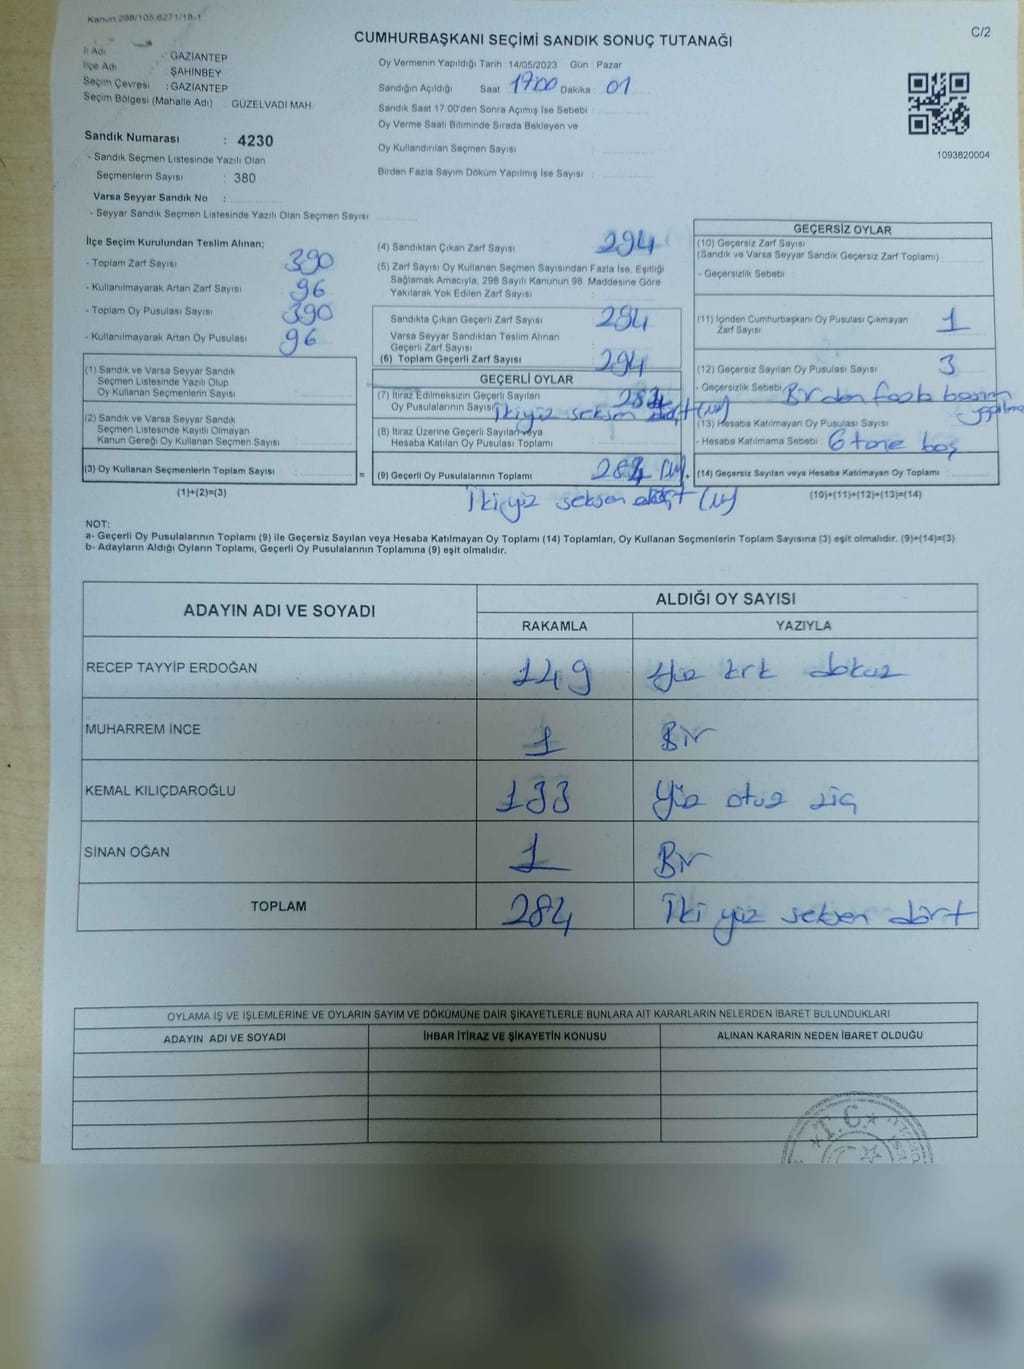 Kanun 298/105,6271/18-1
C/2
CUMHURBAŞKANI SEÇİMİ SANDIK SONUÇ TUTANAĞI
İl Adı : GAZİANTEP
İlçe Adı : ŞAHİNBEY
Seçim Çevresi : GAZİANTEP
Seçim Bölgesi (Mahalle Adı) GÜZELVADİ MAH.
Sandık Numarası : 4230
- Sandık Seçmen Listesinde Yazılı Olan
Seçmenlerin Sayısı : 380
Varsa Seyyar Sandık No :
- Seyyar Sandık Seçmen Listesinde Yazılı Olan Seçmen Sayısı
Oy Vermenin Yapıldığı Tarih : 14/05/2023 Gün : Pazar
Sandığın Açıldığı Saat 17:00 Dakika : 01
Sandık Saat 17:00'den Sonra Açımış İse Sebebi :
Oy Verme Saati Bitiminde Sırada Bekleyen ve
Oy Kullandırılan Seçmen Sayısı :
Birden Fazla Sayım Döküm Yapılmış İse Sayısı :
1093820004
İlçe Seçim Kurulundan Teslim Alınan;
- Toplam Zarf Sayısı : 390
- Kullanılmayarak Artan Zarf Sayısı : 96
- Toplam Oy Pusulası Sayısı : 390
- Kullanılmayarak Artan Oy Pusulası : 96
(1) Sandık ve Varsa Seyyar Sandık
Seçmen Listesinde Yazılı Olup
Oy Kullanan Seçmenlerin Sayısı :
(2) Sandık ve Varsa Seyyar Sandık
Seçmen Listesinde Kayıtlı Olmayan
Kanun Gereği Oy Kullanan Seçmen Sayısı :
(3) Oy Kullanan Seçmenlerin Toplam Sayısı :
(1)+(2)=(3)
=
(4) Sandıktan Çıkan Zarf Sayısı : 294
(5) Zarf Sayısı Oy Kullanan Seçmen Sayısından Fazla İse, Eşitliği
Sağlamak Amacıyla, 298 Sayılı Kanunun 98. Maddesine Göre
Yakılarak Yok Edilen Zarf Sayısı :
Sandıkta Çıkan Geçerli Zarf Sayısı : 294
Varsa Seyyar Sandıktan Teslim Alınan
Geçerli Zarf Sayısı :
(6) Toplam Geçerli Zarf Sayısı : 294
GEÇERLİ OYLAR
(7) İtiraz Edilmeksizin Geçerli Sayılan 284
Oy Pusulalarının Sayısı İkiyüz seksen dört
(8) İtiraz Üzerine Geçerli Sayılan veya
Hesaba Katılan Oy Pusulası Toplamı :
(9) Geçerli Oy Pusulalarının Toplamı : 284
İkiyüz seksen dört
GEÇERSİZ OYLAR
(10) Geçersiz Zarf Sayısı
(Sandık ve Varsa Seyyar Sandık Geçersiz Zarf Toplamı) :
- Geçersizlik Sebebi :
(11) İçinden Cumhurbaşkanı Oy Pusulası Çıkmayan
Zarf Sayısı : 1
(12) Geçersiz Sayılan Oy Pusulası Sayısı : 3
- Geçersizlik Sebebi : Birden fazla basım
yapılma
(13) Hesaba Katılmayan Oy Pusulası Sayısı :
- Hesaba Katılmama Sebebi : 6 tane boş
(14) Geçersiz Sayılan veya Hesaba Katılmayan Oy Toplamı :
(10)+(11)+(12)+(13)=(14)
NOT:
a- Geçerli Oy Pusulalarının Toplamı (9) ile Geçersiz Sayılan veya Hesaba Katılmayan Oy Toplamı (14) Toplamları, Oy Kullanan Seçmenlerin Toplam Sayısına (3) eşit olmalıdır. (9)+(14)=(3)
b- Adayların Aldığı Oyların Toplamı, Geçerli Oy Pusulalarının Toplamına (9) eşit olmalıdır.
ADAYIN ADI VE SOYADI ALDIĞI OY SAYISI
RAKAMLA YAZIYLA
RECEP TAYYİP ERDOĞAN 149 Yüz kırk dokuz
MUHARREM İNCE 1 Bir
KEMAL KILIÇDAROĞLU 133 Yüz otuz üç
SİNAN OĞAN 1 Bir
TOPLAM 284 İki yüz seksen dört
OYLAMA İŞ VE İŞLEMLERİNE VE OYLARIN SAYIM VE DÖKÜMÜNE DAİR ŞİKAYETLERLE BUNLARA AİT KARARLARIN NELERDEN İBARET BULUNDUKLARI
ADAYIN ADI VE SOYADI İHBAR İTİRAZ VE ŞİKAYETİN KONUSU ALINAN KARARIN NEDEN İBARET OLDUĞU
T.C.